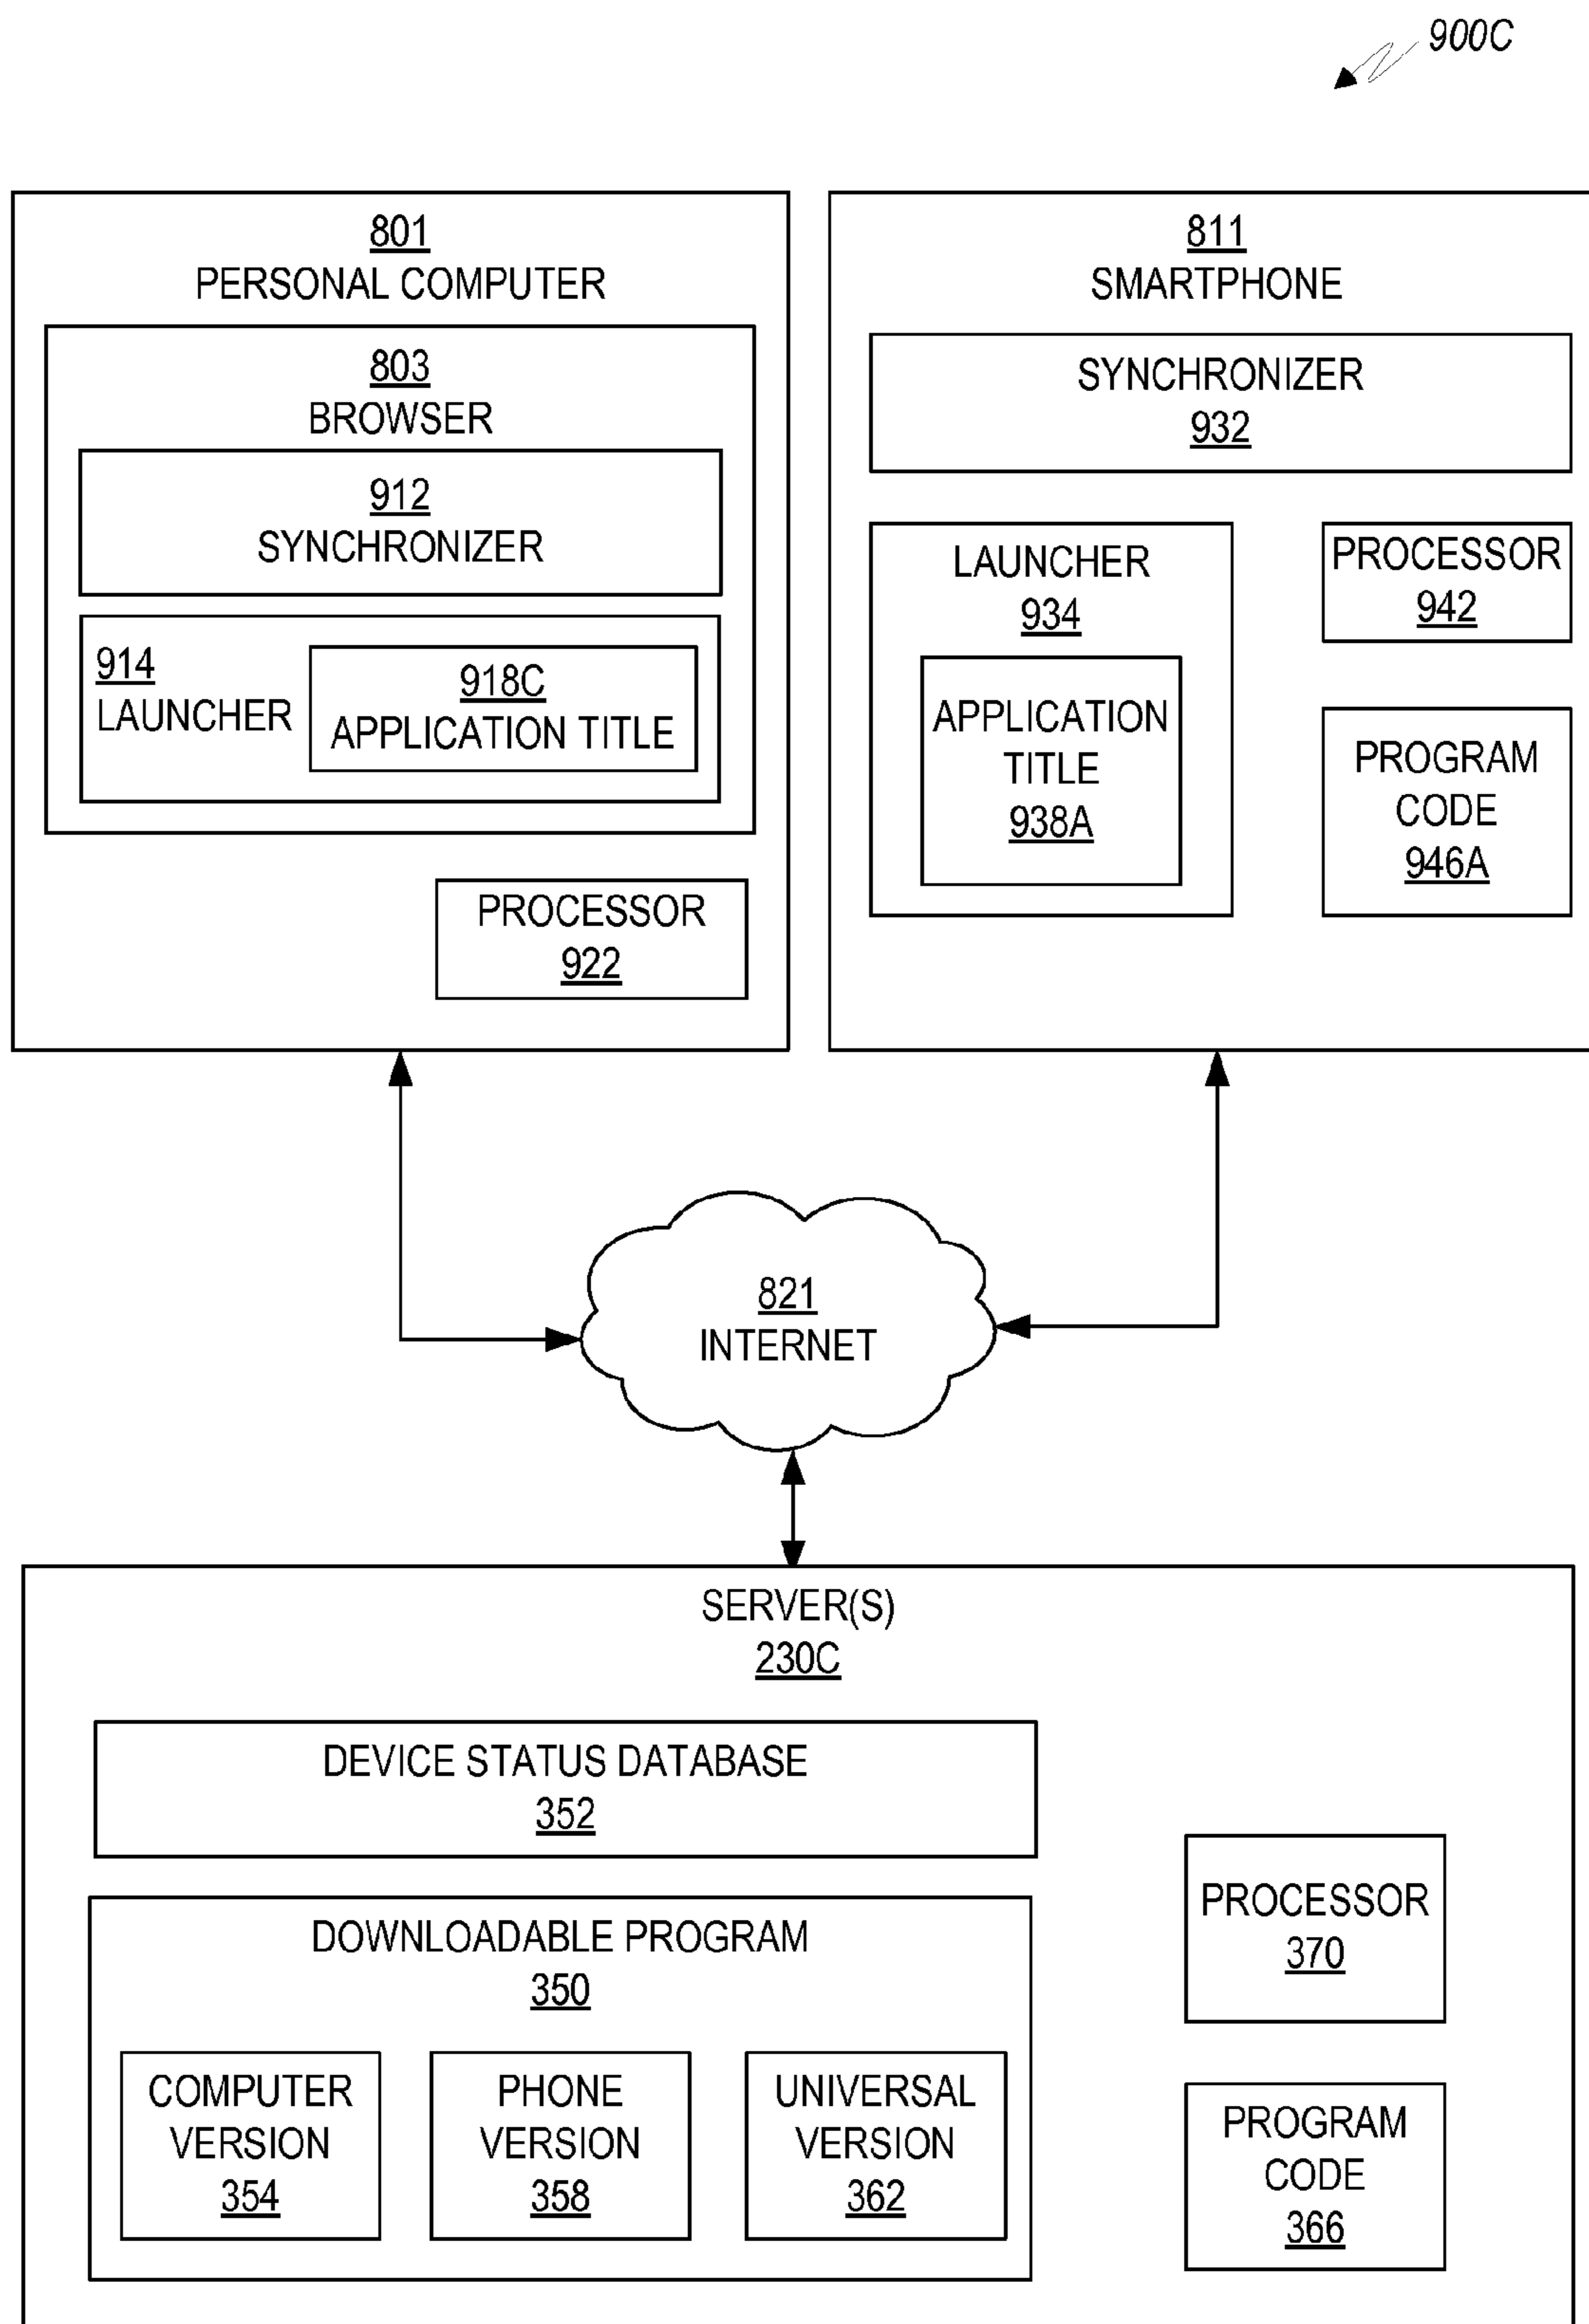 900C
801
PERSONAL COMPUTER
803
BROWSER
912
SYNCHRONIZER
914
LAUNCHER
918C
APPLICATION TITLE
PROCESSOR
922
811
SMARTPHONE
SYNCHRONIZER
932
LAUNCHER
934
APPLICATION
TITLE
938A
PROCESSOR
942
PROGRAM
CODE
946A
821
INTERNET
SERVER(S)
230C
DEVICE STATUS DATABASE
352
DOWNLOADABLE PROGRAM
350
COMPUTER
VERSION
354
PHONE
VERSION
358
UNIVERSAL
VERSION
362
PROCESSOR
370
PROGRAM
CODE
366